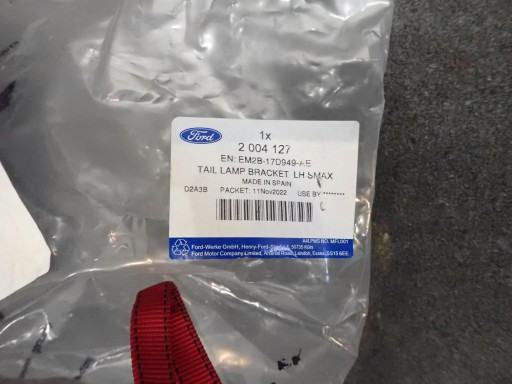 Ford
1x
2 004 127
EN: EM2B-17D949-AE
TAIL LAMP BRACKET LH SMAX
MADE IN SPAIN
D2A3B PACKET: 11Nov2022 USE BY ********
Ford-Werke GmbH, Henry-Ford-Straße 1, 50735 Köln
Ford Motor Company Limited, Arterial Road, Laindon, Essex, SS15 6EE